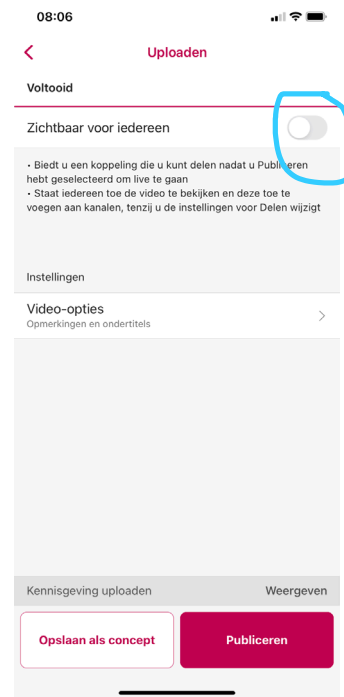 08:06
Uploaden
Voltooid
Zichtbaar voor iedereen
• Biedt u een koppeling die u kunt delen nadat u Publiceren
hebt geselecteerd om live te gaan
• Staat iedereen toe de video te bekijken en deze toe te
voegen aan kanalen, tenzij u de instellingen voor Delen wijzigt
Instellingen
Video-opties
Opmerkingen en ondertitels
Kennisgeving uploaden Weergeven
Opslaan als concept Publiceren